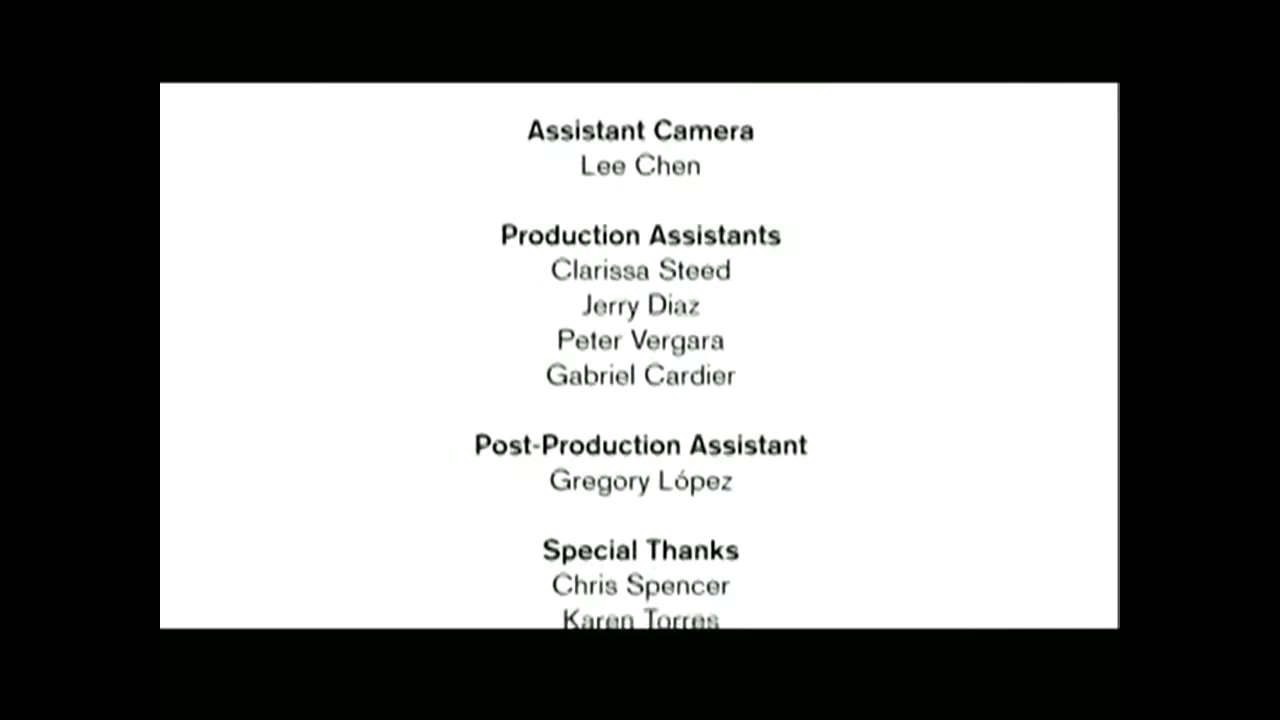 Assistant Camera
Lee Chen
Production Assistants
Clarissa Steed
Jerry Diaz
Peter Vergara
Gabriel Cardier
Post-Production Assistant
Gregory López
Special Thanks
Chris Spencer
Karen Torres